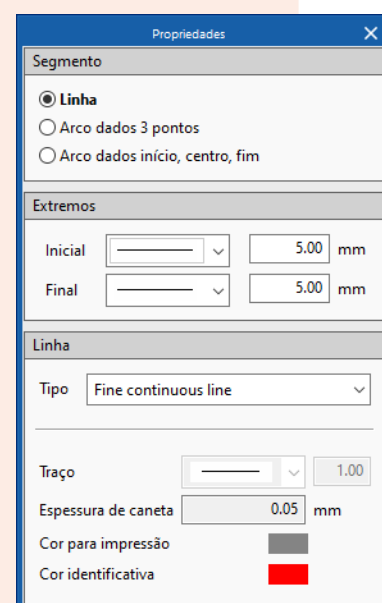 Propriedades
Segmento
Linha
Arco dados 3 pontos
Arco dados início, centro, fim
Extremos
Inicial 5.00 mm
Final 5.00 mm
Linha
Tipo Fine continuous line
Traço 1.00
Espessura de caneta 0.05 mm
Cor para impressão
Cor identificativa